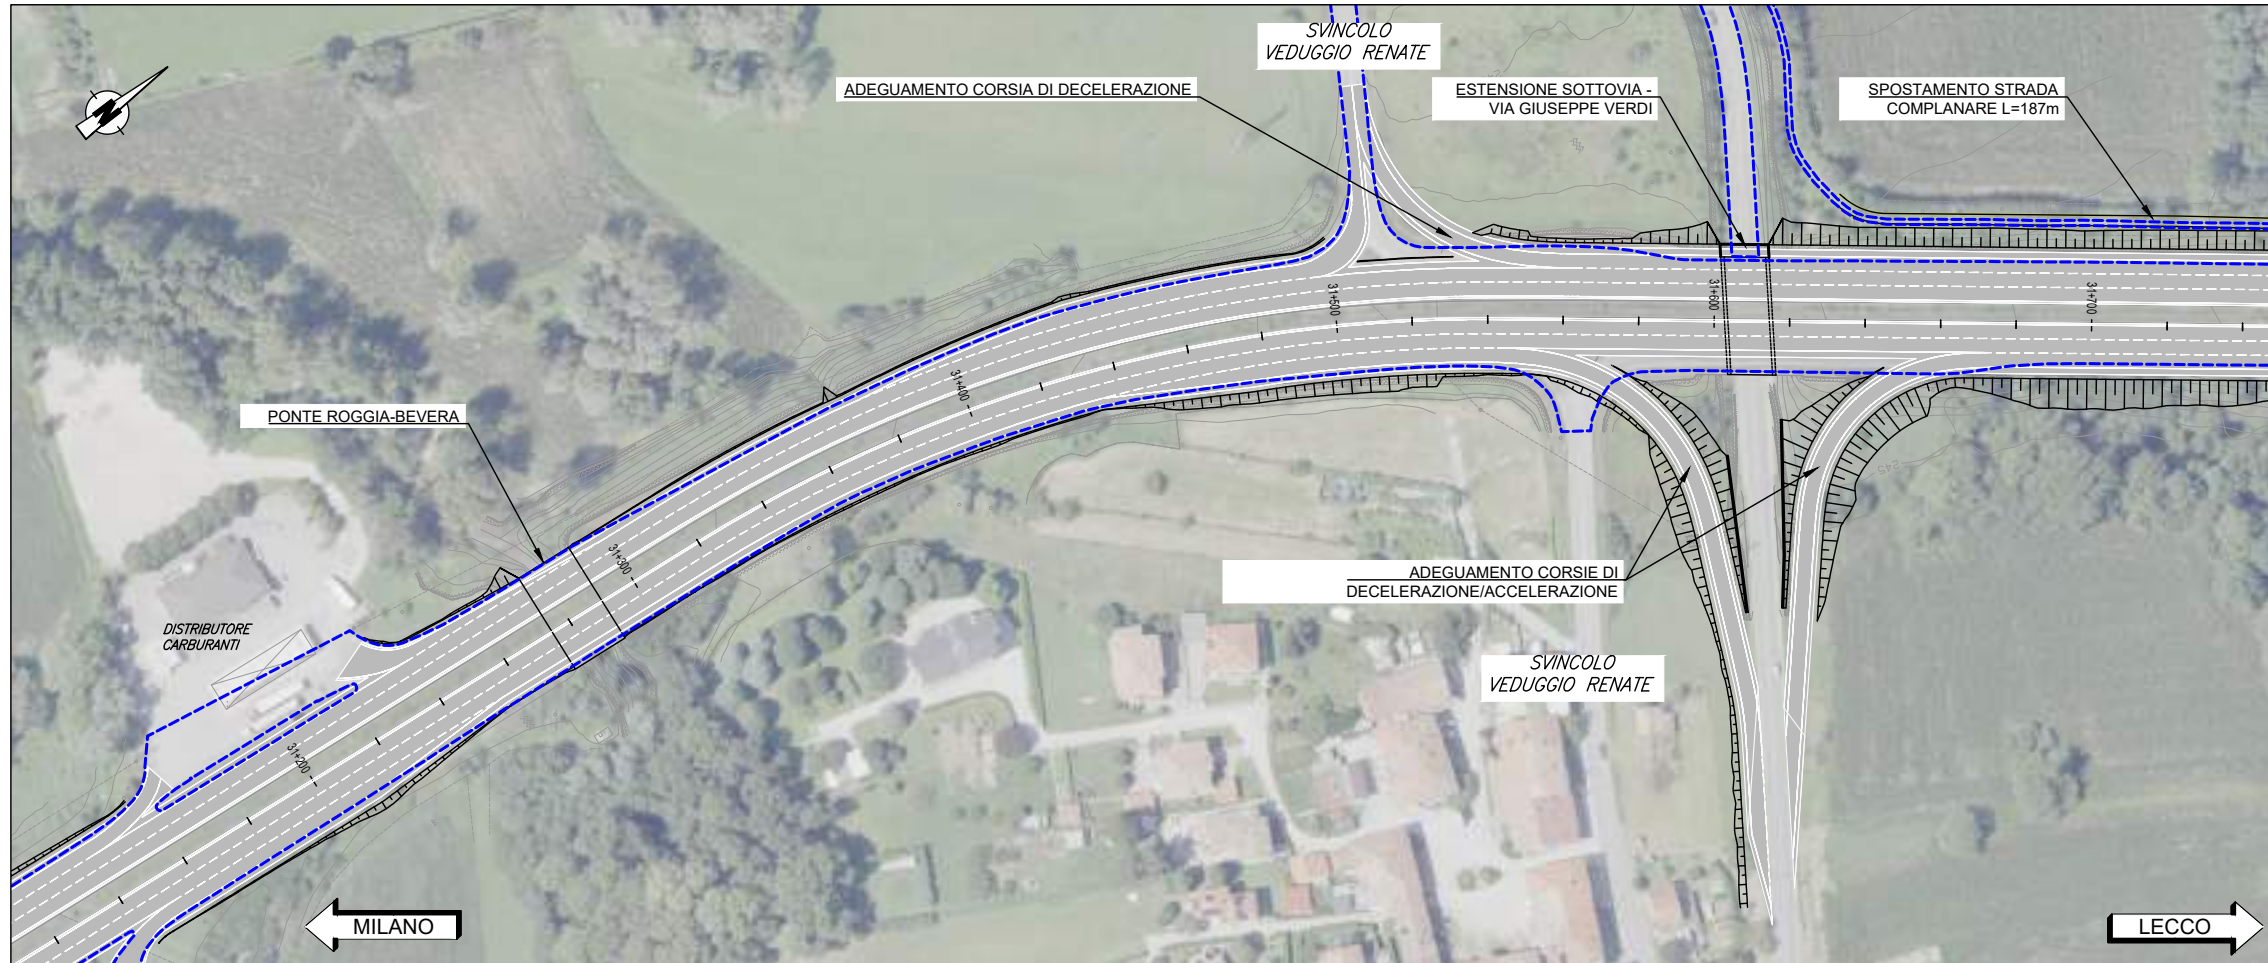 SVINCOLO
VEDUGGIO RENATE
ADEGUAMENTO CORSIA DI DECELERAZIONE
ESTENSIONE SOTTOVIA -
VIA GIUSEPPE VERDI
SPOSTAMENTO STRADA
COMPLANARE L=187m
N
31+500
31+600
31+700
31+400
PONTE ROGGIA-BEVERA
31+300
245
ADEGUAMENTO CORSIE DI
DECELERAZIONE/ACCELERAZIONE
DISTRIBUTORE
CARBURANTI
SVINCOLO
VEDUGGIO RENATE
31+200
MILANO
LECCO